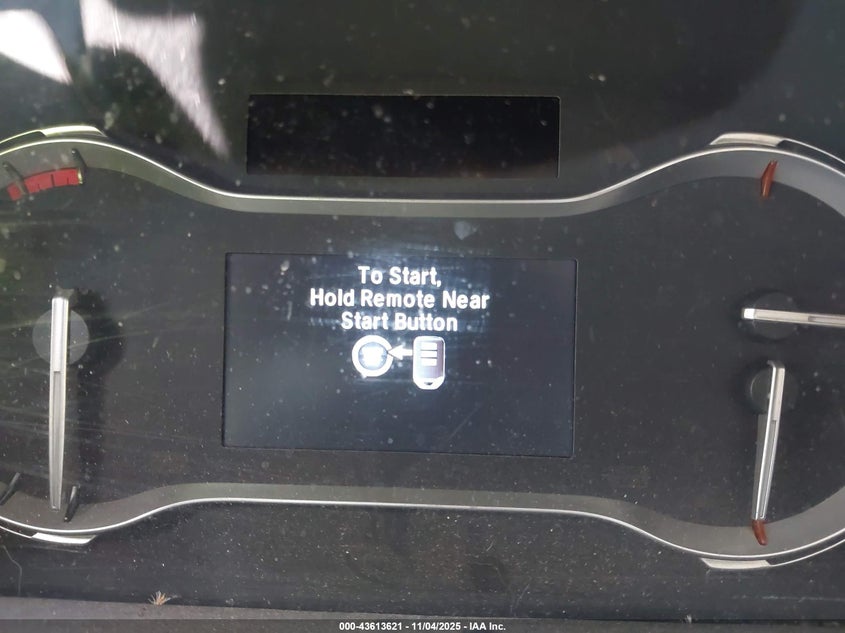 To Start,
Hold Remote Near
Start Button
000-43613621 - 11/04/2025 - IAA Inc.